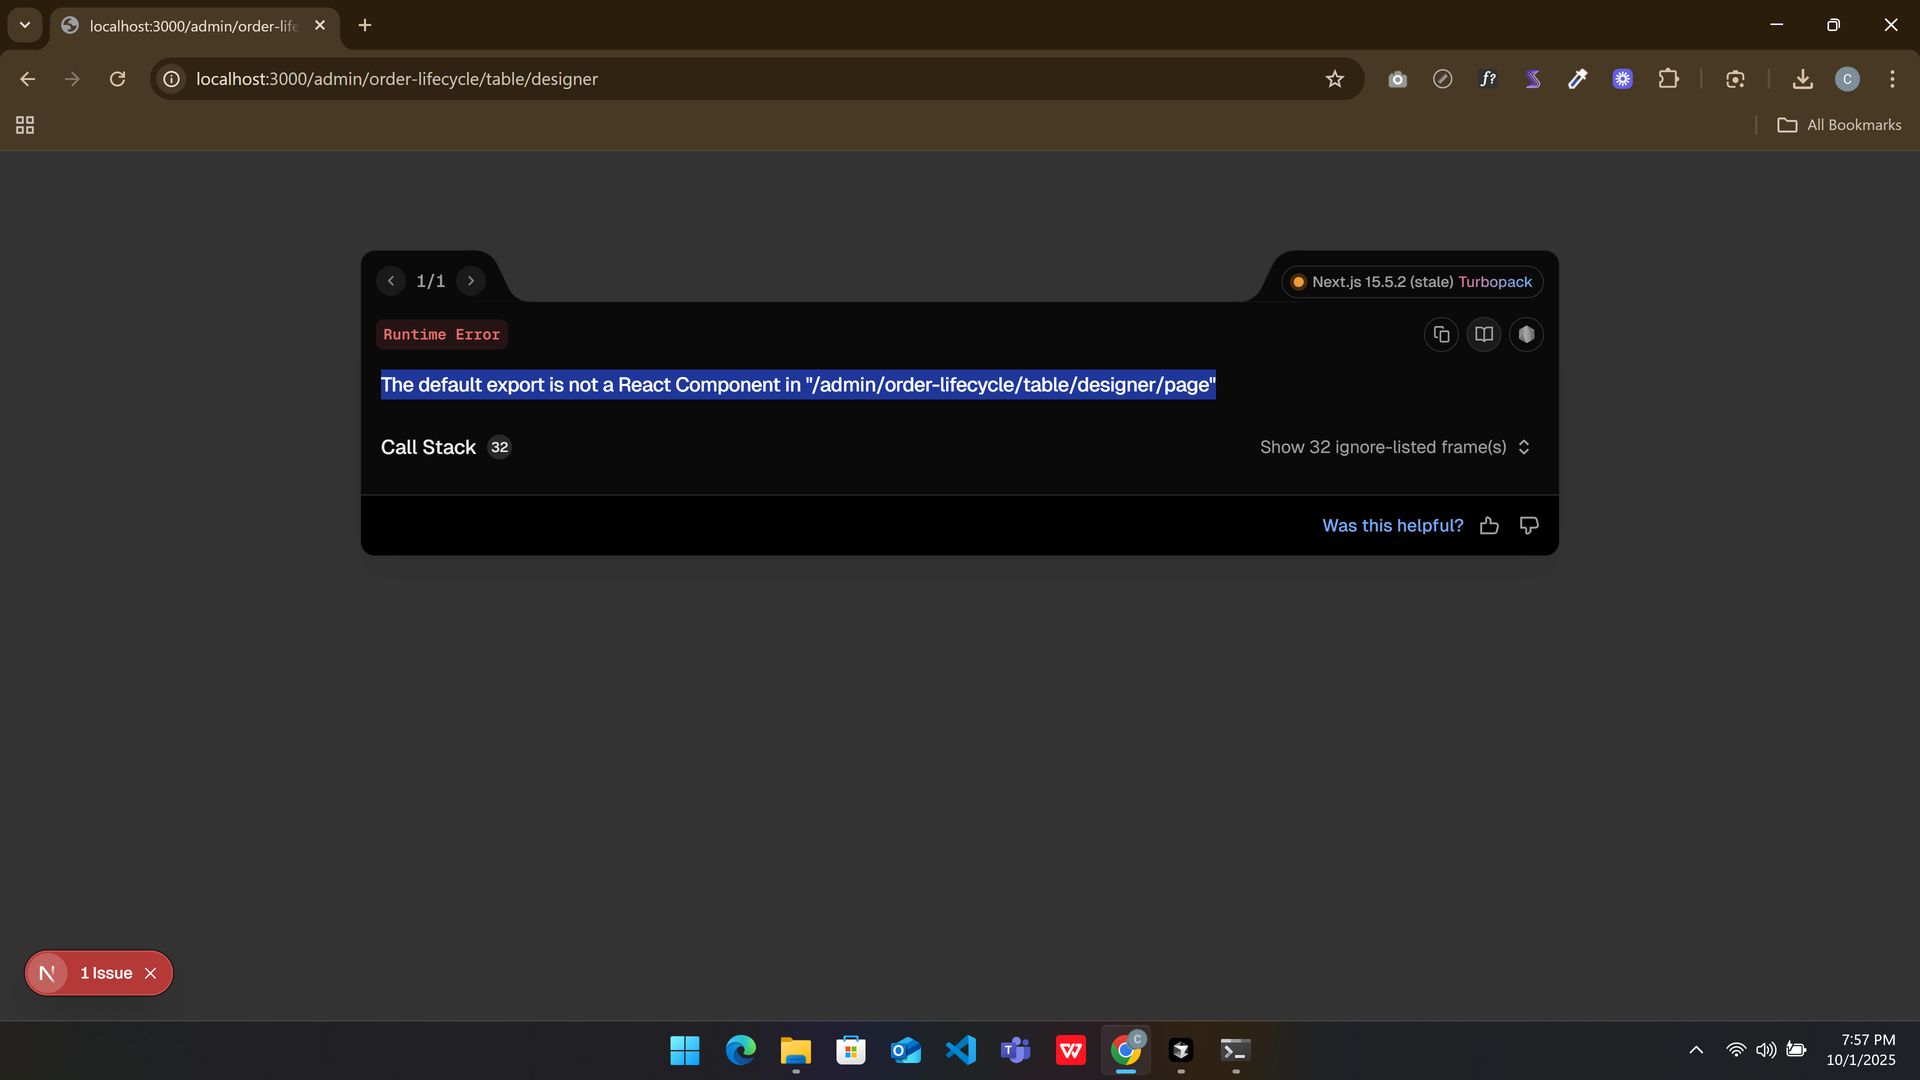 localhost:3000/admin/order-life
localhost:3000/admin/order-lifecycle/table/designer
f?
C
All Bookmarks
1/1
Next.js 15.5.2 (stale) Turbopack
Runtime Error
The default export is not a React Component in "/admin/order-lifecycle/table/designer/page"
Call Stack 32
Show 32 ignore-listed frame(s)
Was this helpful?
N 1 Issue
C
7:57 PM
10/1/2025